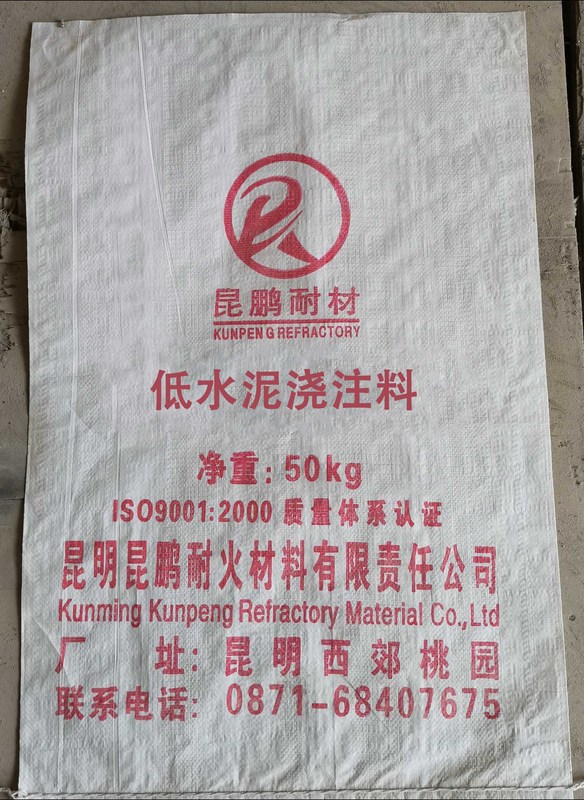 昆鹏耐材
KUNPENG REFRACTORY
低水泥浇注料
净重: 50kg
ISO9001:2000 质量体系认证
昆明昆鹏耐火材料有限责任公司
Kunming Kunpeng Refractory Material Co.,Ltd
厂 址: 昆明西郊桃园
联系电话: 0871-68407675